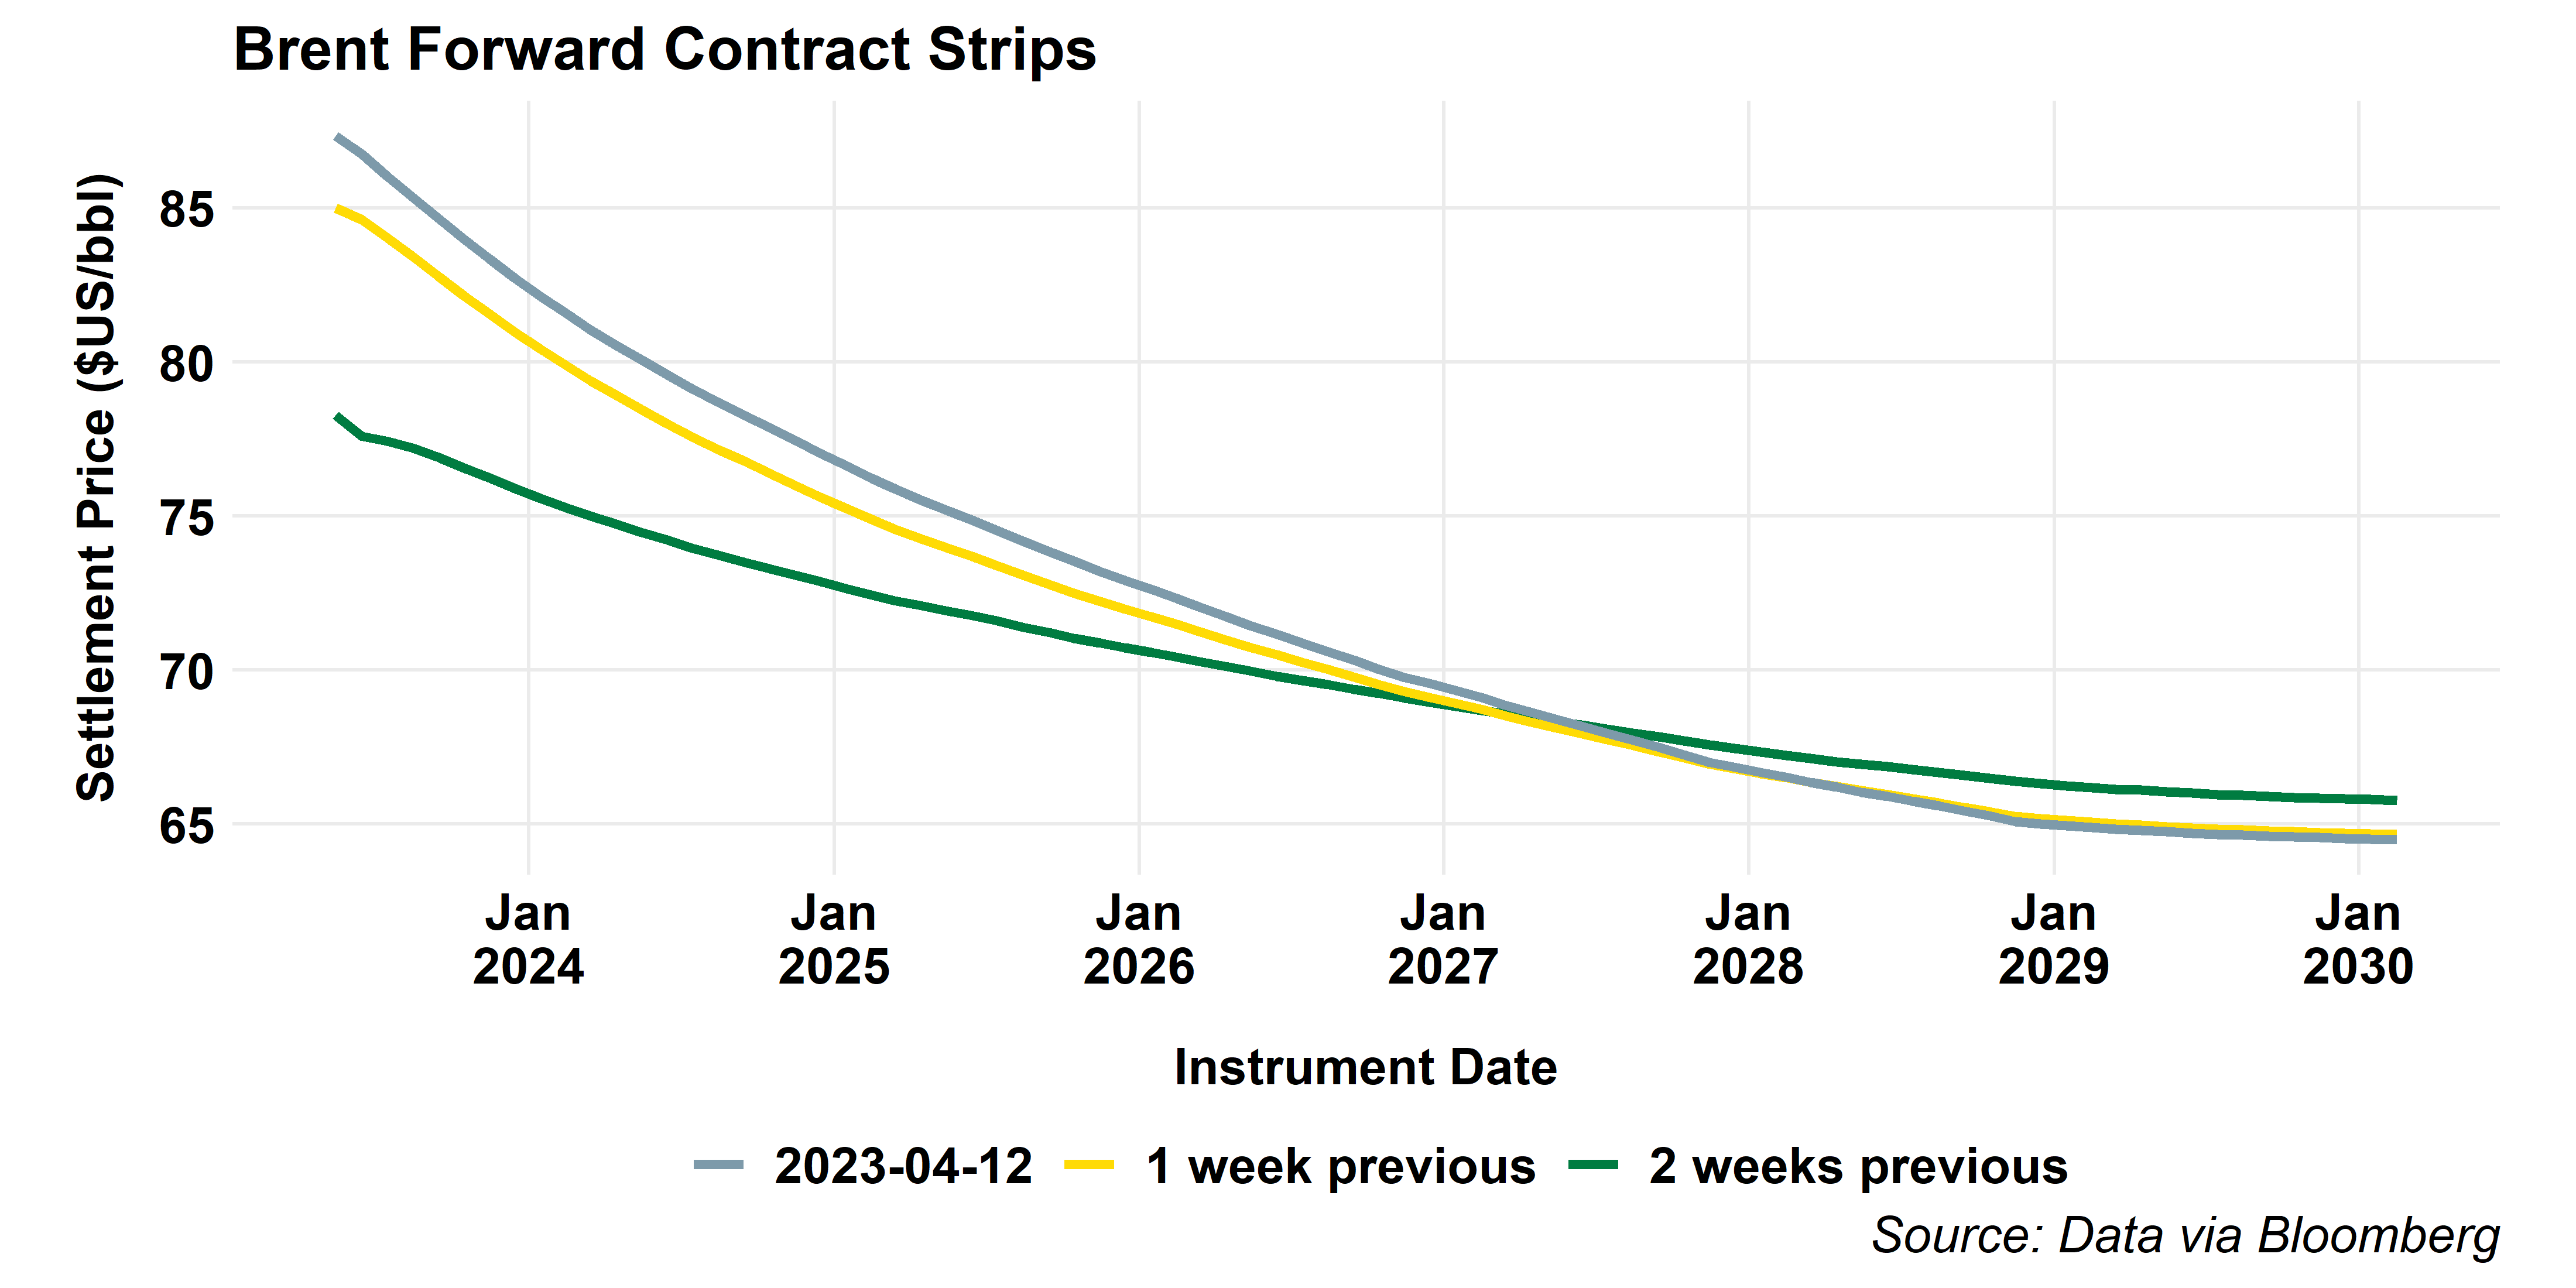 Brent Forward Contract Strips
Settlement Price ($US/bbl)
85
80
75
70
65
Jan 2024
Jan 2025
Jan 2026
Jan 2027
Jan 2028
Jan 2029
Jan 2030
Instrument Date
2023-04-12
1 week previous
2 weeks previous
Source: Data via Bloomberg